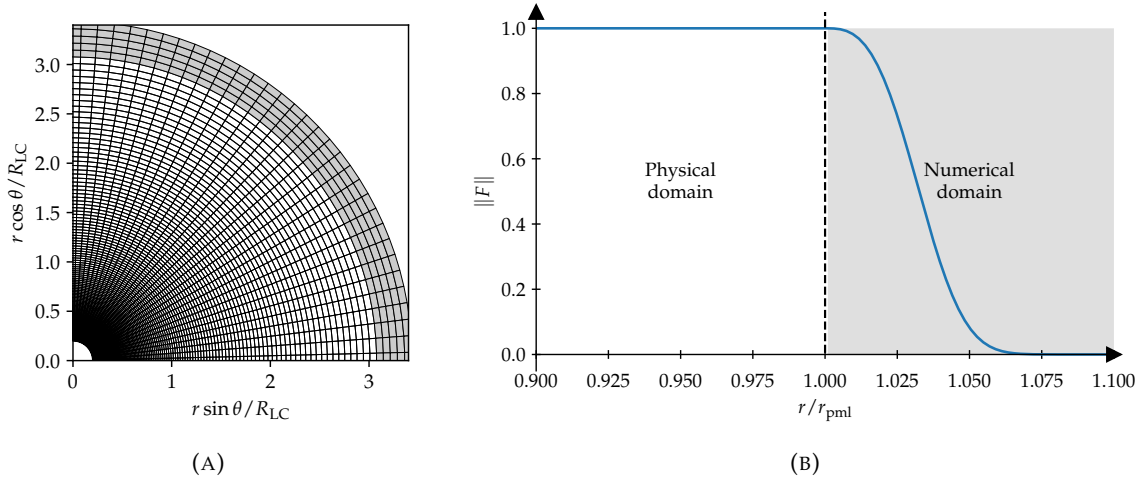 3.0
2.5
2.0
1.5
1.0
0.5
0.0
r cos θ/R_LC
0 1 2 3
r sin θ/R_LC
(A)
1.0
0.8
0.6
0.4
0.2
0.0
||F||
Physical
domain
Numerical
domain
0.900 0.925 0.950 0.975 1.000 1.025 1.050 1.075 1.100
r/r_pml
(B)